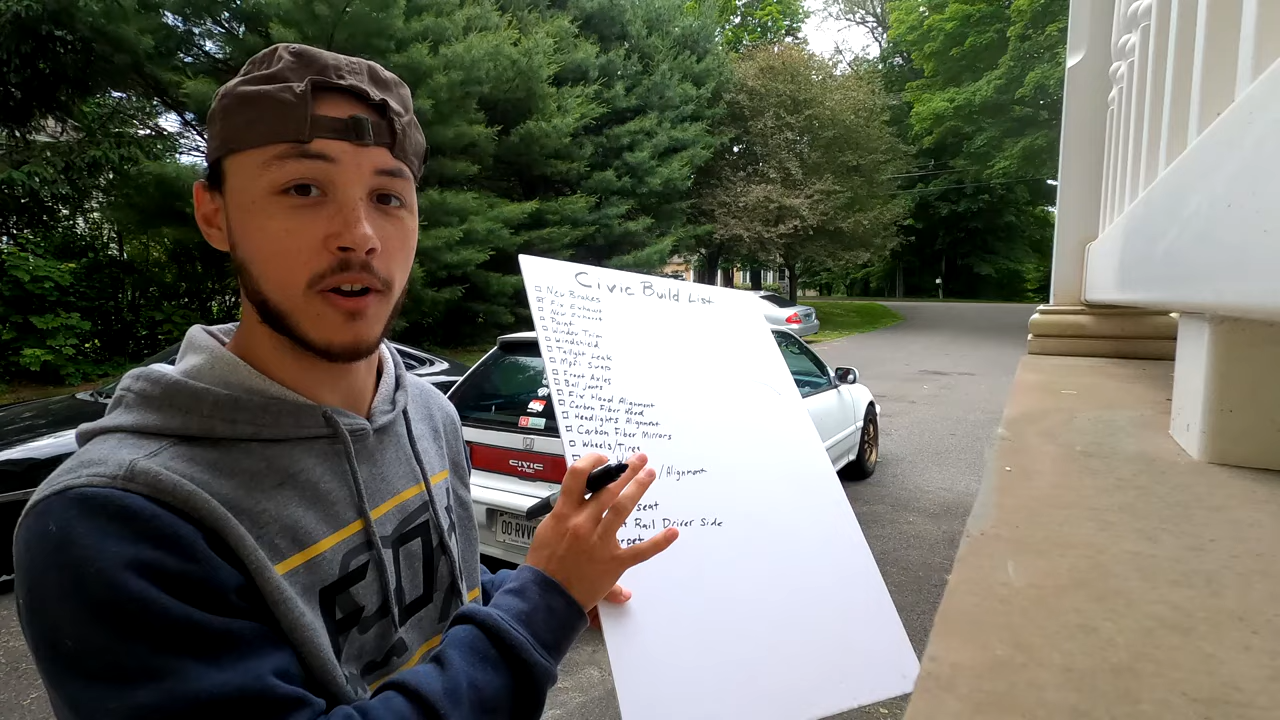 Civic Build List
New Brakes
Fix Exhaust
New Exhaust
Paint
Window Trim
Windshield
Taillight Leak
Mpfi Swap
Front Axles
Ball joints
Fix Hood Alignment
Carbon Fiber Hood
Headlights Alignment
Carbon Fiber Mirrors
Wheels/Tires
/Alignment
seat
Rail Driver Side
CIVIC
VTEC
FOX